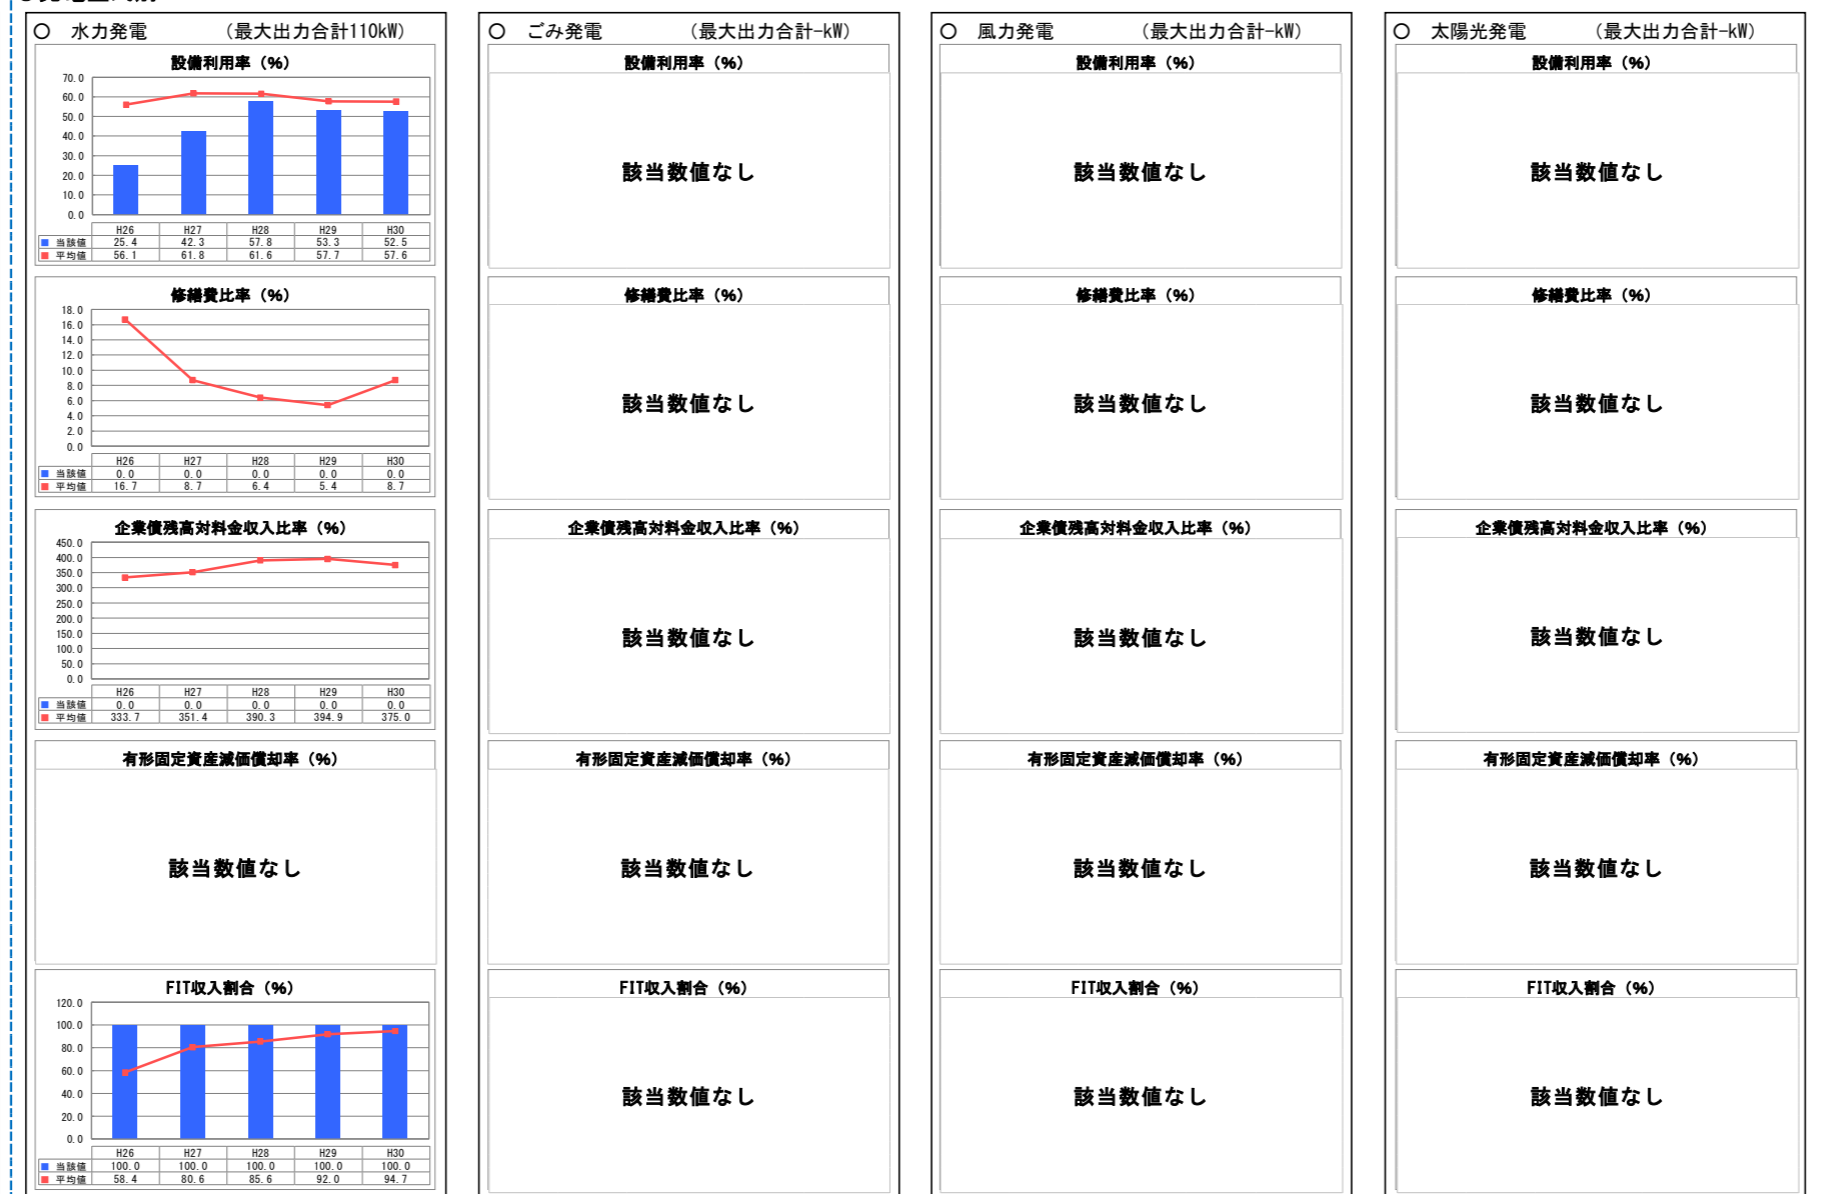 ○ 水力発電 (最大出力合計110kW)
設備利用率(%)
70.0
60.0
50.0
40.0
30.0
20.0
10.0
0.0
H26 H27 H28 H29 H30
当該値 25.4 42.3 57.8 53.3 52.5
平均値 56.1 61.8 61.6 57.7 57.6
修繕費比率(%)
18.0
16.0
14.0
12.0
10.0
8.0
6.0
4.0
2.0
0.0
H26 H27 H28 H29 H30
当該値 0.0 0.0 0.0 0.0 0.0
平均値 16.7 8.7 6.4 5.4 8.7
企業債残高対料金収入比率(%)
450.0
400.0
350.0
300.0
250.0
200.0
150.0
100.0
50.0
0.0
H26 H27 H28 H29 H30
当該値 0.0 0.0 0.0 0.0 0.0
平均値 333.7 351.4 390.3 394.9 375.0
有形固定資産減価償却率(%)
該当数値なし
FIT収入割合(%)
120.0
100.0
80.0
60.0
40.0
20.0
0.0
H26 H27 H28 H29 H30
当該値 100.0 100.0 100.0 100.0 100.0
平均値 58.4 80.6 85.6 92.0 94.7
○ ごみ発電 (最大出力合計-kW)
設備利用率(%)
該当数値なし
修繕費比率(%)
該当数値なし
企業債残高対料金収入比率(%)
該当数値なし
有形固定資産減価償却率(%)
該当数値なし
FIT収入割合(%)
該当数値なし
○ 風力発電 (最大出力合計-kW)
設備利用率(%)
該当数値なし
修繕費比率(%)
該当数値なし
企業債残高対料金収入比率(%)
該当数値なし
有形固定資産減価償却率(%)
該当数値なし
FIT収入割合(%)
該当数値なし
○ 太陽光発電 (最大出力合計-kW)
設備利用率(%)
該当数値なし
修繕費比率(%)
該当数値なし
企業債残高対料金収入比率(%)
該当数値なし
有形固定資産減価償却率(%)
該当数値なし
FIT収入割合(%)
該当数値なし